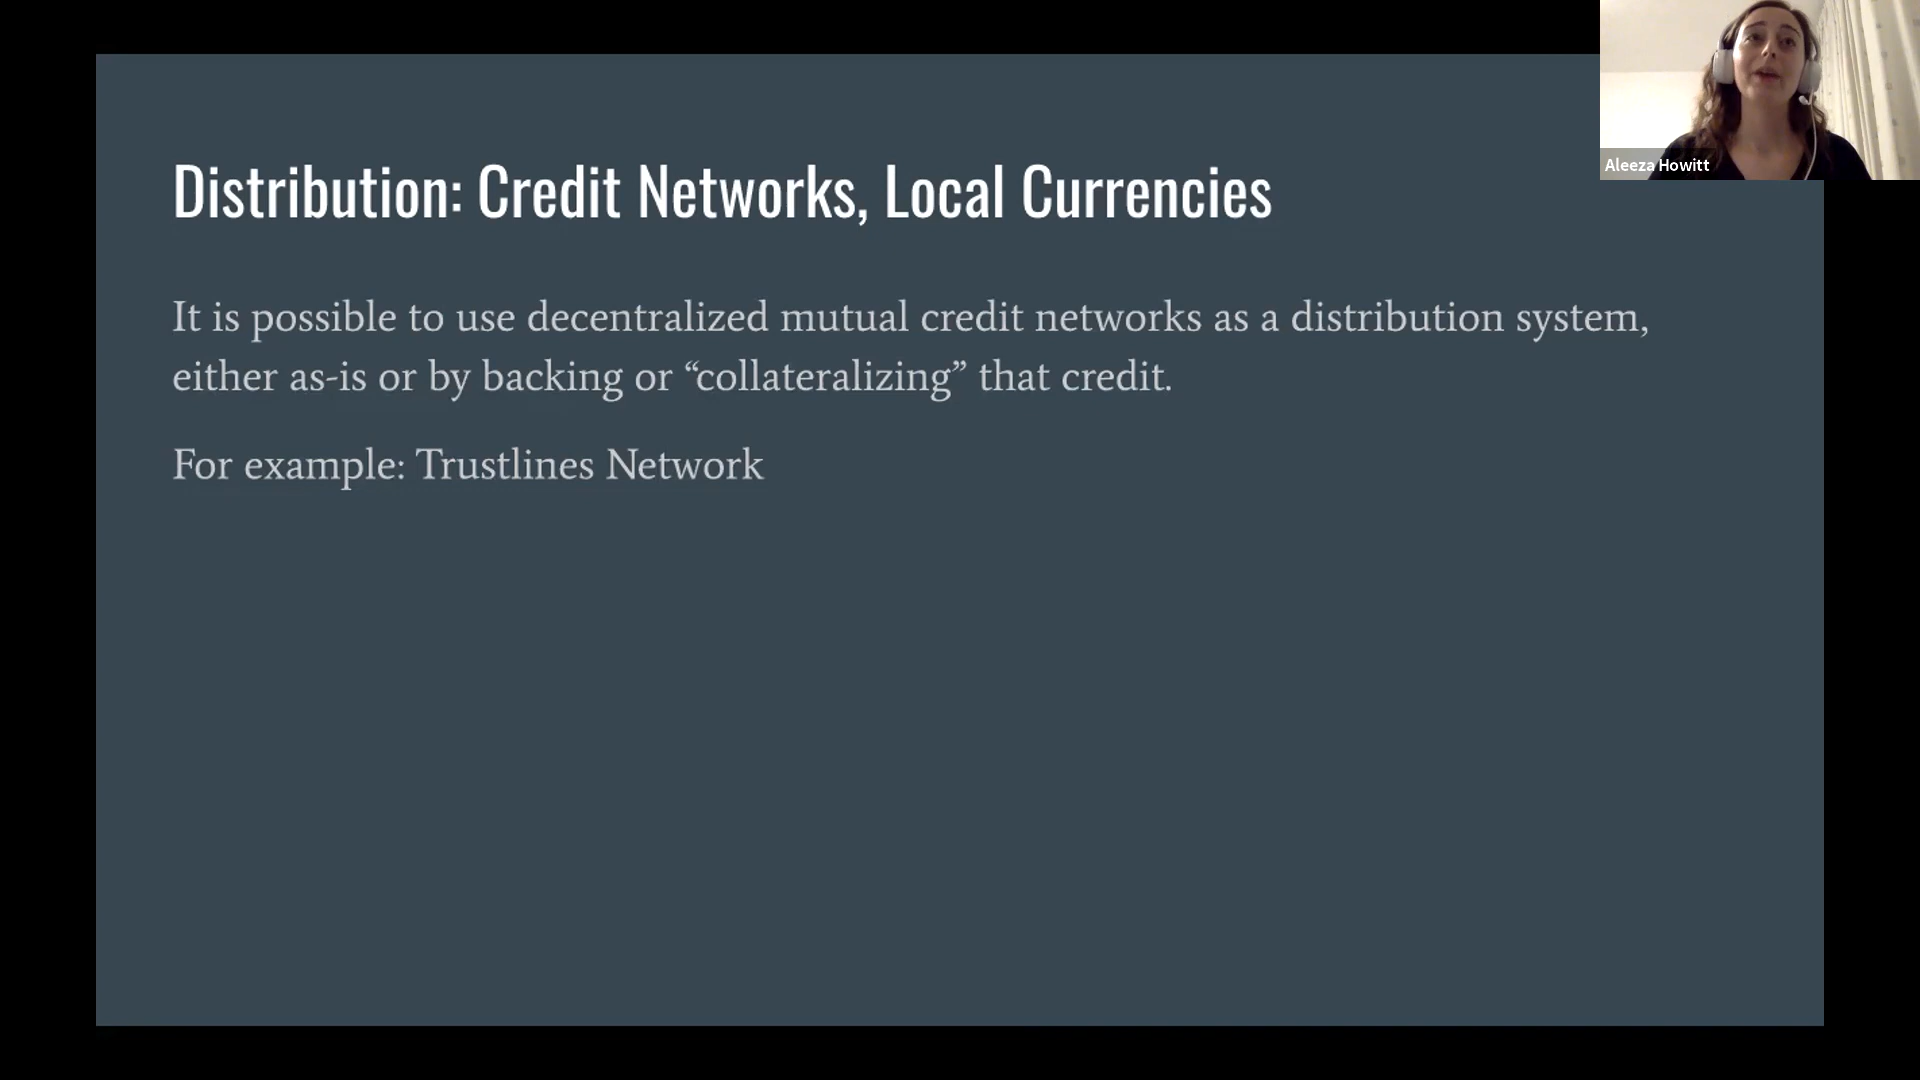 Distribution: Credit Networks, Local Currencies
It is possible to use decentralized mutual credit networks as a distribution system,
either as-is or by backing or “collateralizing” that credit.
For example: Trustlines Network
Aleeza Howitt